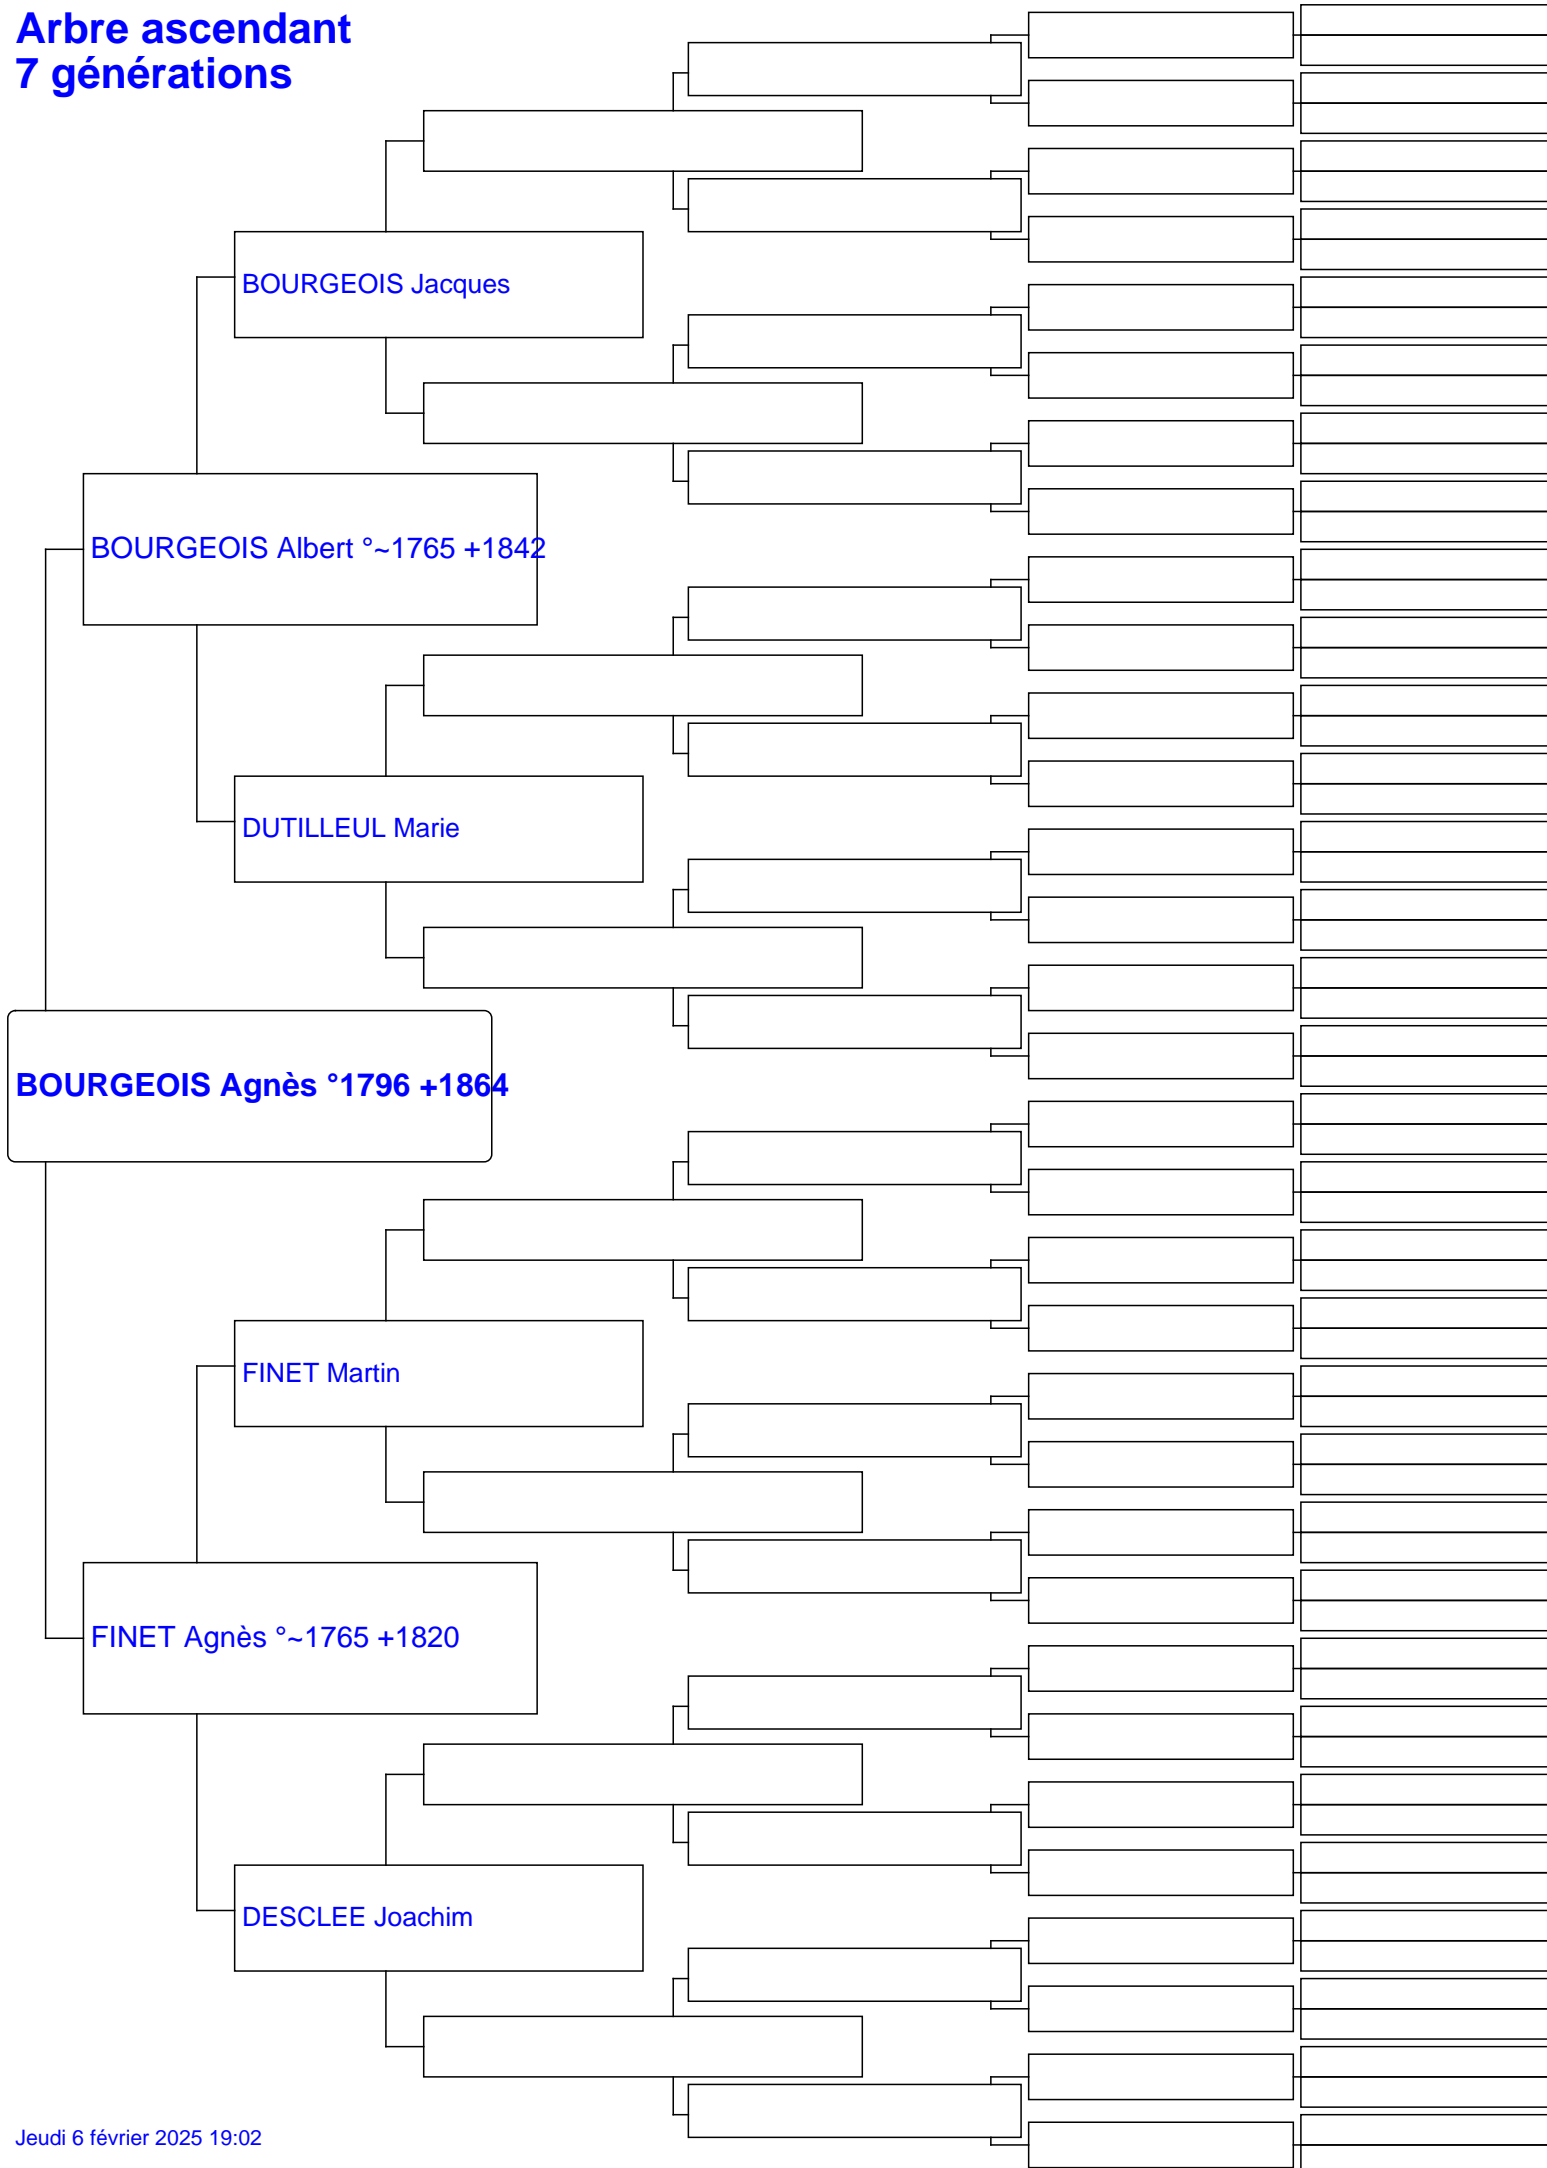 Arbre ascendant
7 générations
BOURGEOIS Jacques
BOURGEOIS Albert °~1765 +1842
DUTILLEUL Marie
BOURGEOIS Agnès °1796 +1864
FINET Martin
FINET Agnès °~1765 +1820
DESCLEE Joachim
Jeudi 6 février 2025 19:02